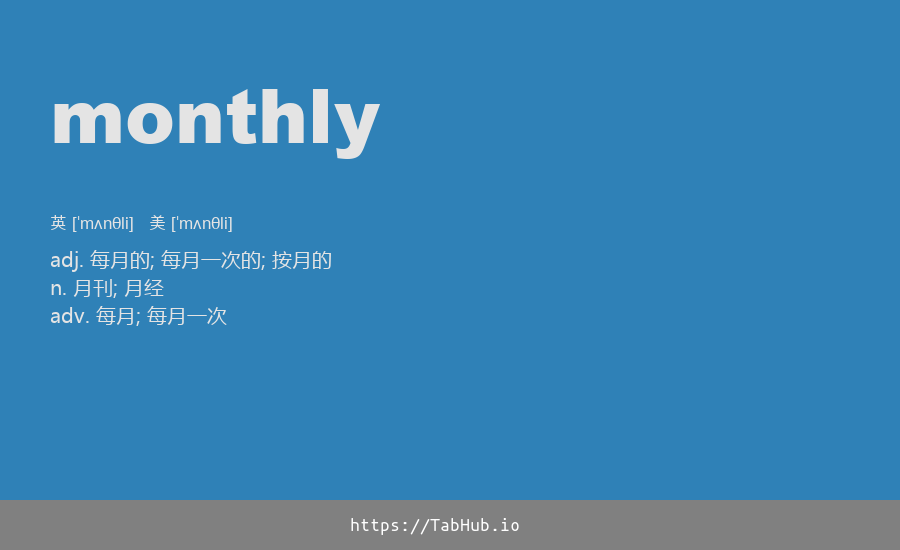 monthly
英 [ˈmʌnθli] 美 [ˈmʌnθli]
adj. 每月的; 每月一次的; 按月的
n. 月刊; 月经
adv. 每月; 每月一次
https://TabHub.io